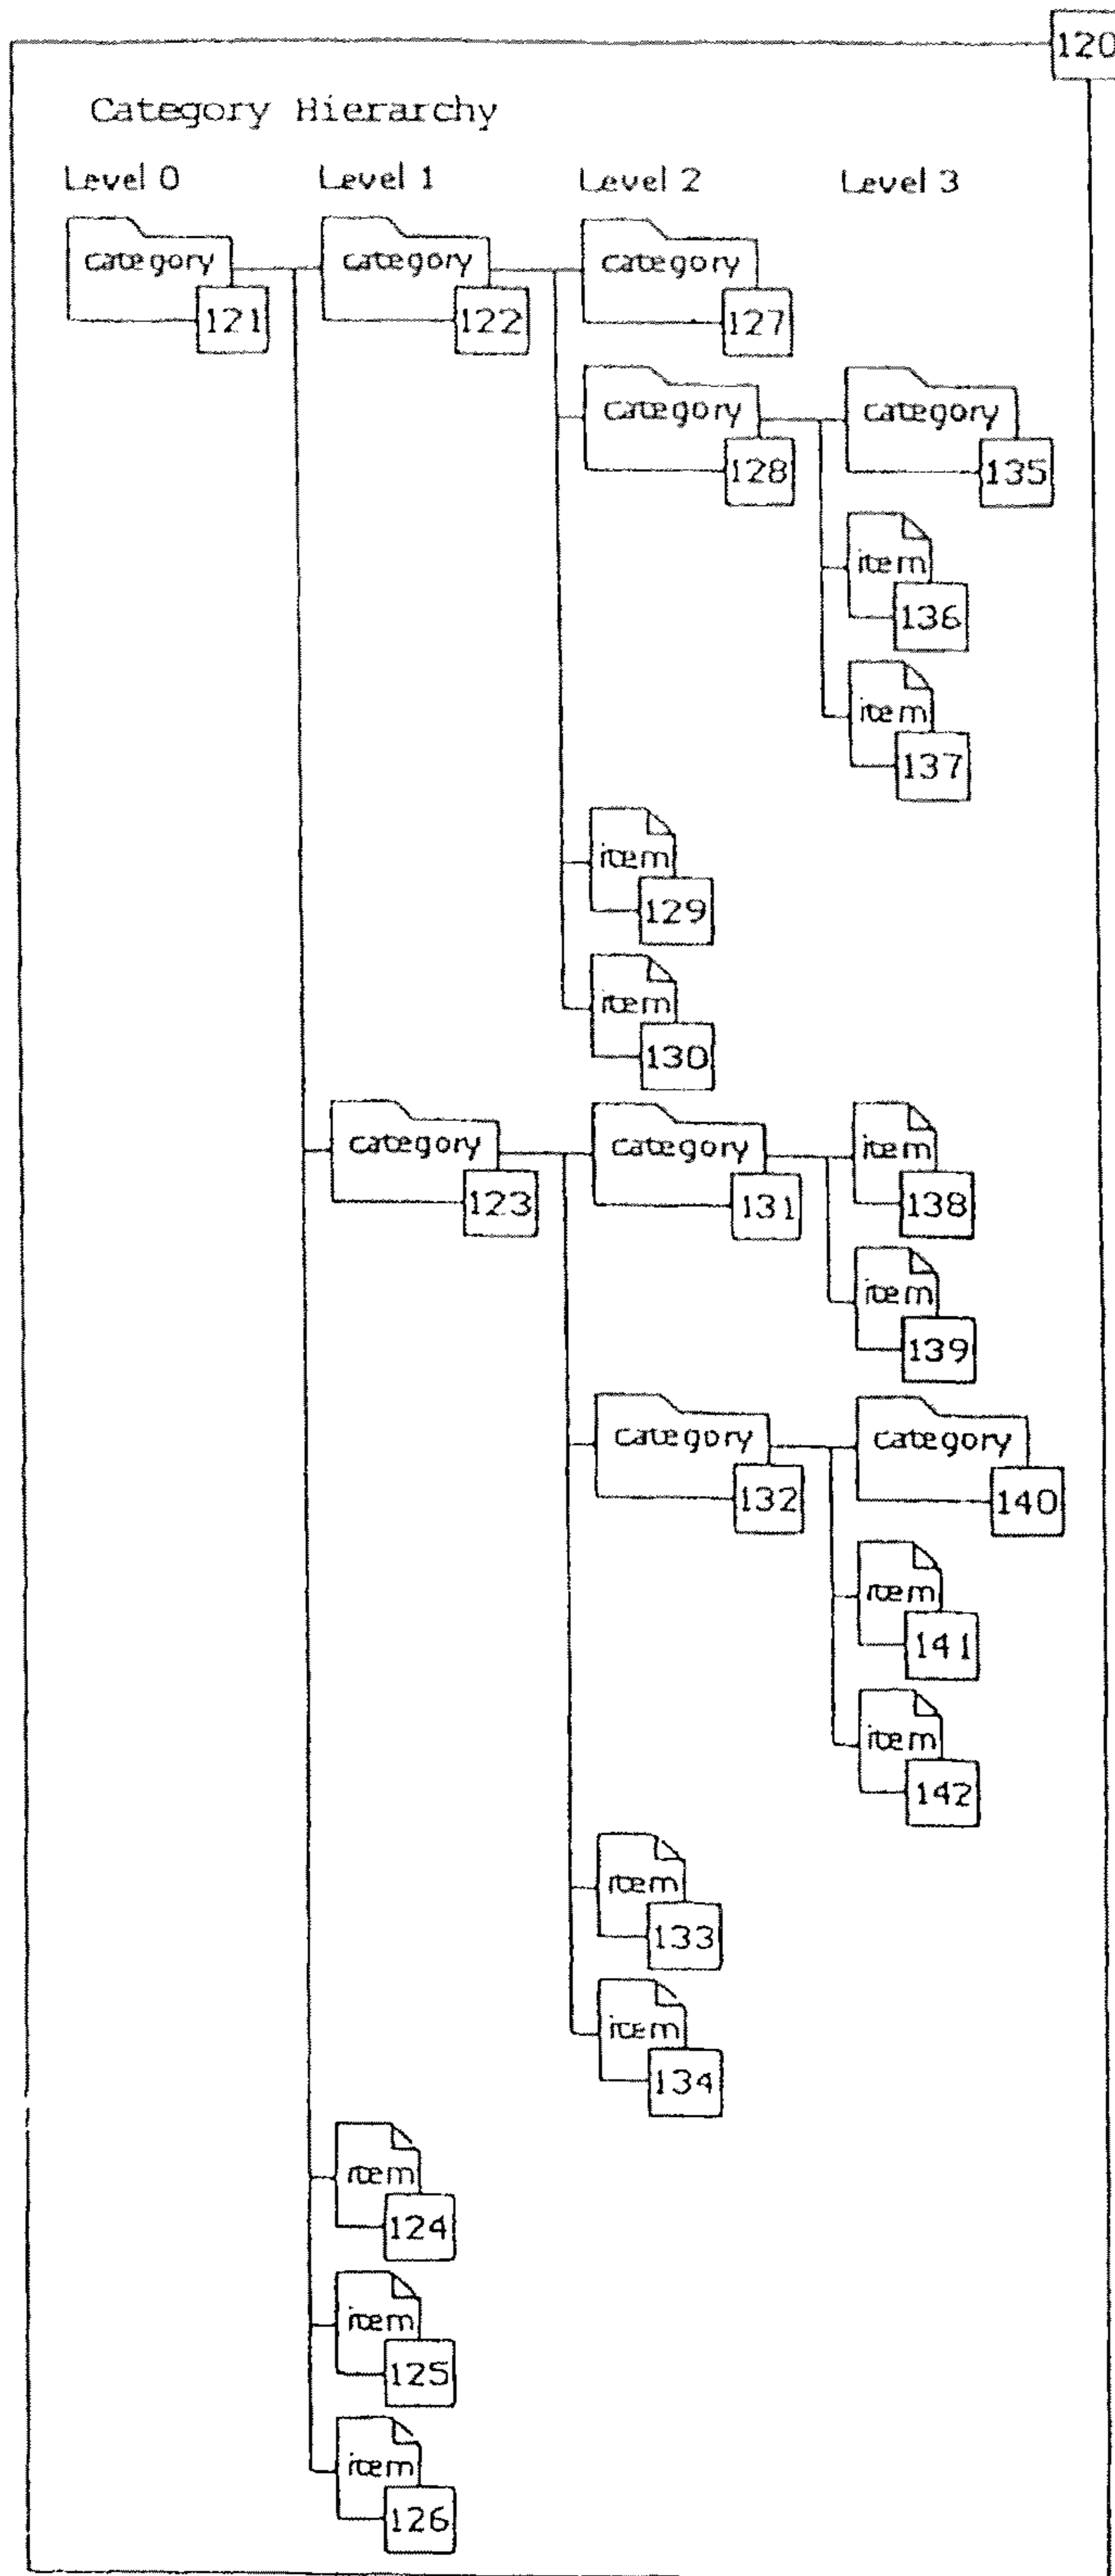 120
Category Hierarchy
Level 0 Level 1 Level 2 Level 3
category category category
121 122 127
category category
128 135
item
136
item
137
item
129
item
130
category category item
123 131 138
item
139
category category
132 140
item
141
item
142
item
133
item
134
item
124
item
125
item
126